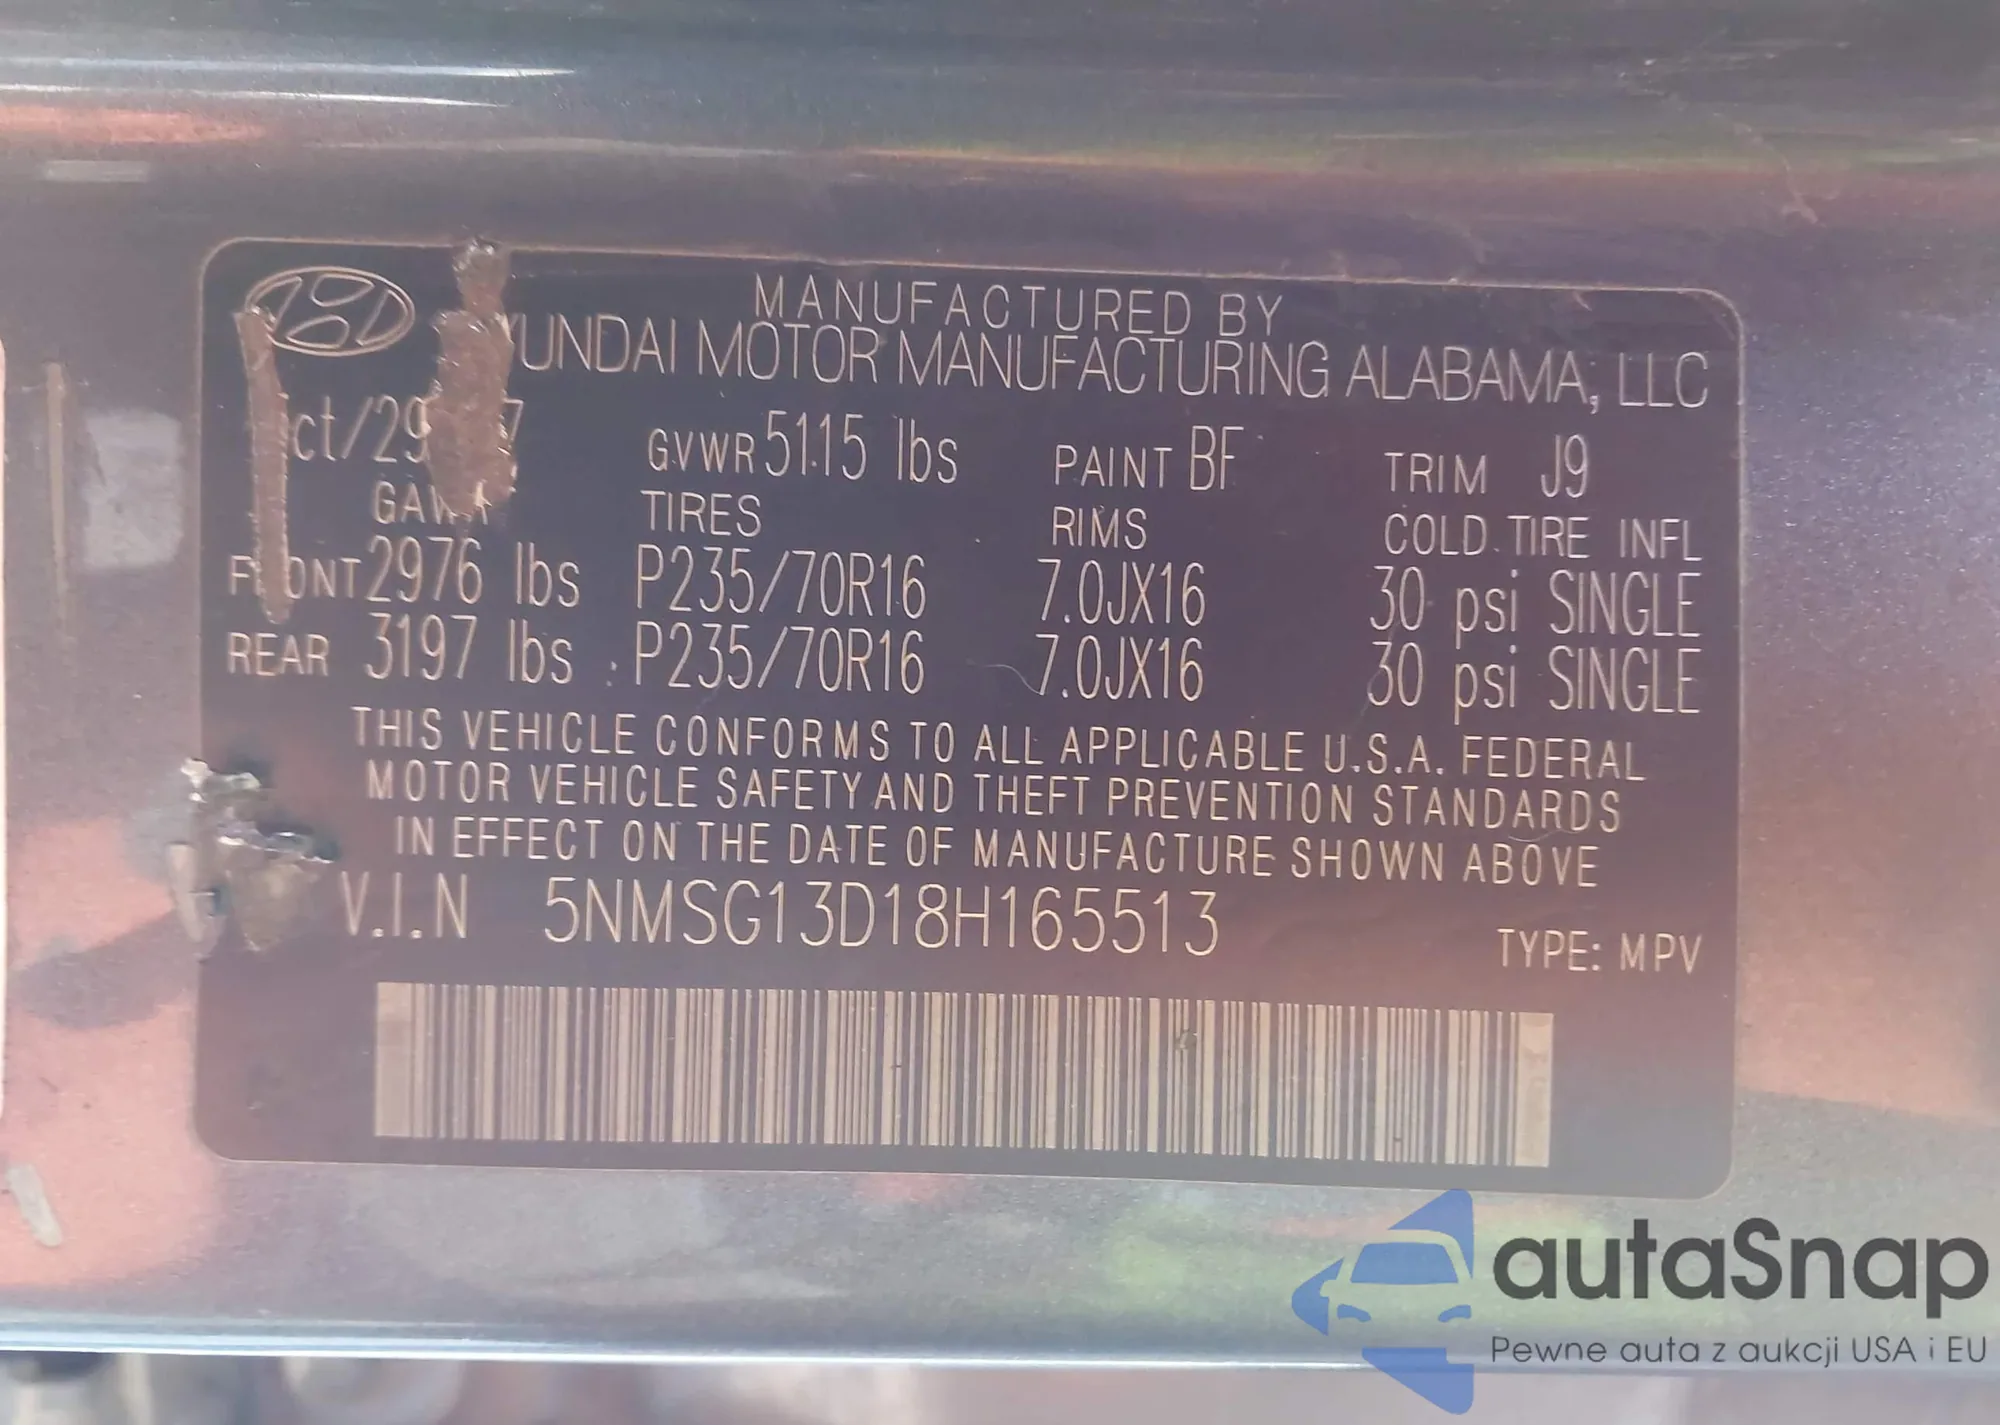 MANUFACTURED BY
YUNDAI MOTOR MANUFACTURING ALABAMA, LLC
GVWR 5115 lbs PAINT BF TRIM J9
TIRES RIMS COLD TIRE INFL
2976 lbs P235/70R16 7.0JX16 30 psi SINGLE
REAR 3197 lbs P235/70R16 7.0JX16 30 psi SINGLE
THIS VEHICLE CONFORMS TO ALL APPLICABLE U.S.A. FEDERAL
MOTOR VEHICLE SAFETY AND THEFT PREVENTION STANDARDS
IN EFFECT ON THE DATE OF MANUFACTURE SHOWN ABOVE
V.I.N 5NMSG13D18H165513
TYPE: MPV
autaSnap
Pewne auta z aukcji USA i EU